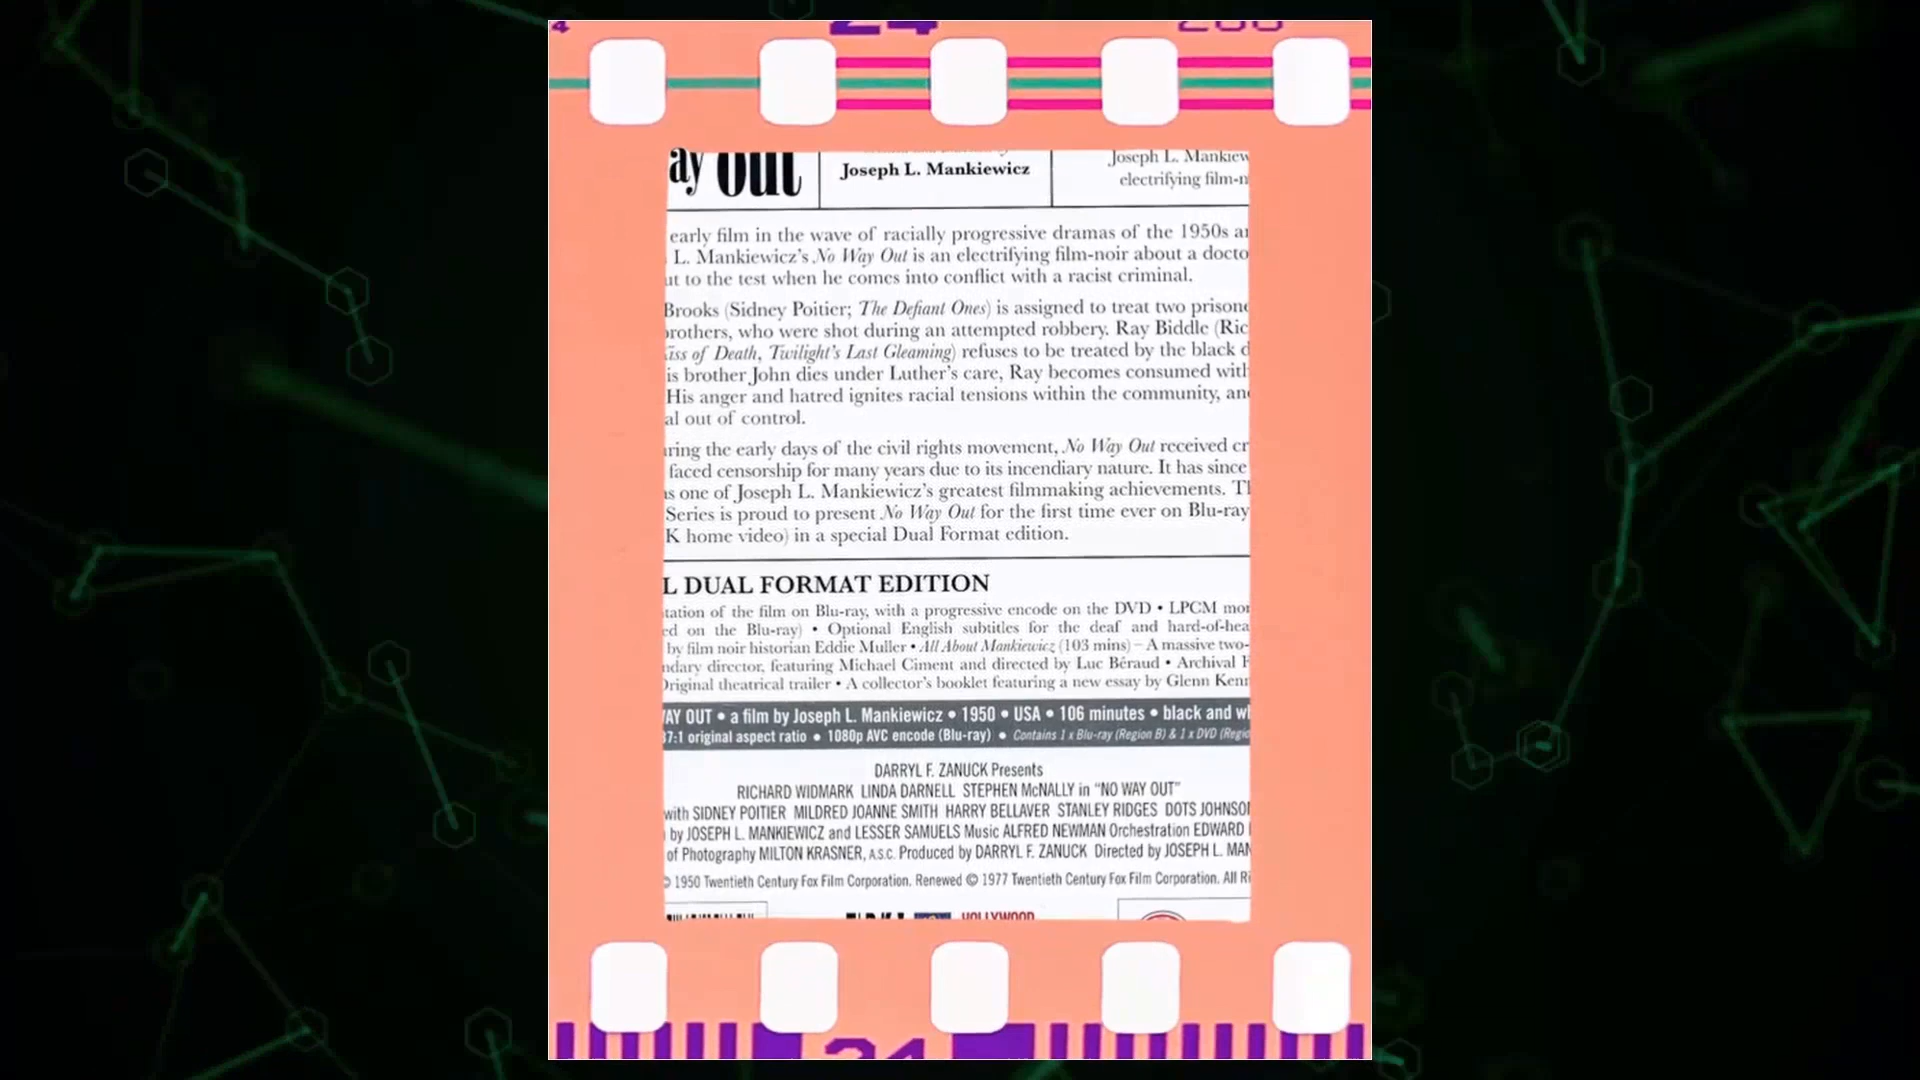 24
ay out
Joseph L. Mankiewicz
Joseph L. Mankiew
electrifying film-n
early film in the wave of racially progressive dramas of the 1950s a
L. Mankiewicz's No Way Out is an electrifying film-noir about a docto
ut to the test when he comes into conflict with a racist criminal.
Brooks (Sidney Poitier; The Defiant Ones) is assigned to treat two prisone
rothers, who were shot during an attempted robbery. Ray Biddle (Ric
iss of Death, Twilight's Last Gleaming) refuses to be treated by the black d
is brother John dies under Luther's care, Ray becomes consumed with
His anger and hatred ignites racial tensions within the community, an
al out of control.
ring the early days of the civil rights movement, No Way Out received cr
faced censorship for many years due to its incendiary nature. It has since
s one of Joseph L. Mankiewicz's greatest filmmaking achievements. T
Series is proud to present No Way Out for the first time ever on Blu-ray
K home video) in a special Dual Format edition.
L DUAL FORMAT EDITION
tation of the film on Blu-ray, with a progressive encode on the DVD • LPCM mo
ed on the Blu-ray) • Optional English subtitles for the deaf and hard-of-hea
by film noir historian Eddie Muller • All About Mankiewicz (103 mins) – A massive two-
ndary director, featuring Michael Ciment and directed by Luc Béraud • Archival F
Original theatrical trailer • A collector's booklet featuring a new essay by Glenn Ken
AY OUT • a film by Joseph L. Mankiewicz • 1950 • USA • 106 minutes • black and w
37:1 original aspect ratio • 1080p AVC encode (Blu-ray) • Contains 1 x Blu-ray (Region B) & 1 x DVD (Regio
DARRYL F. ZANUCK Presents
RICHARD WIDMARK LINDA DARNELL STEPHEN McNALLY in "NO WAY OUT"
with SIDNEY POITIER MILDRED JOANNE SMITH HARRY BELLAVER STANLEY RIDGES DOTS JOHNSO
by JOSEPH L. MANKIEWICZ and LESSER SAMUELS Music ALFRED NEWMAN Orchestration EDWARD
of Photography MILTON KRASNER, A.S.C. Produced by DARRYL F. ZANUCK Directed by JOSEPH L. MAN
© 1950 Twentieth Century Fox Film Corporation. Renewed © 1977 Twentieth Century Fox Film Corporation. All Ri
HOLLYWOOD
24